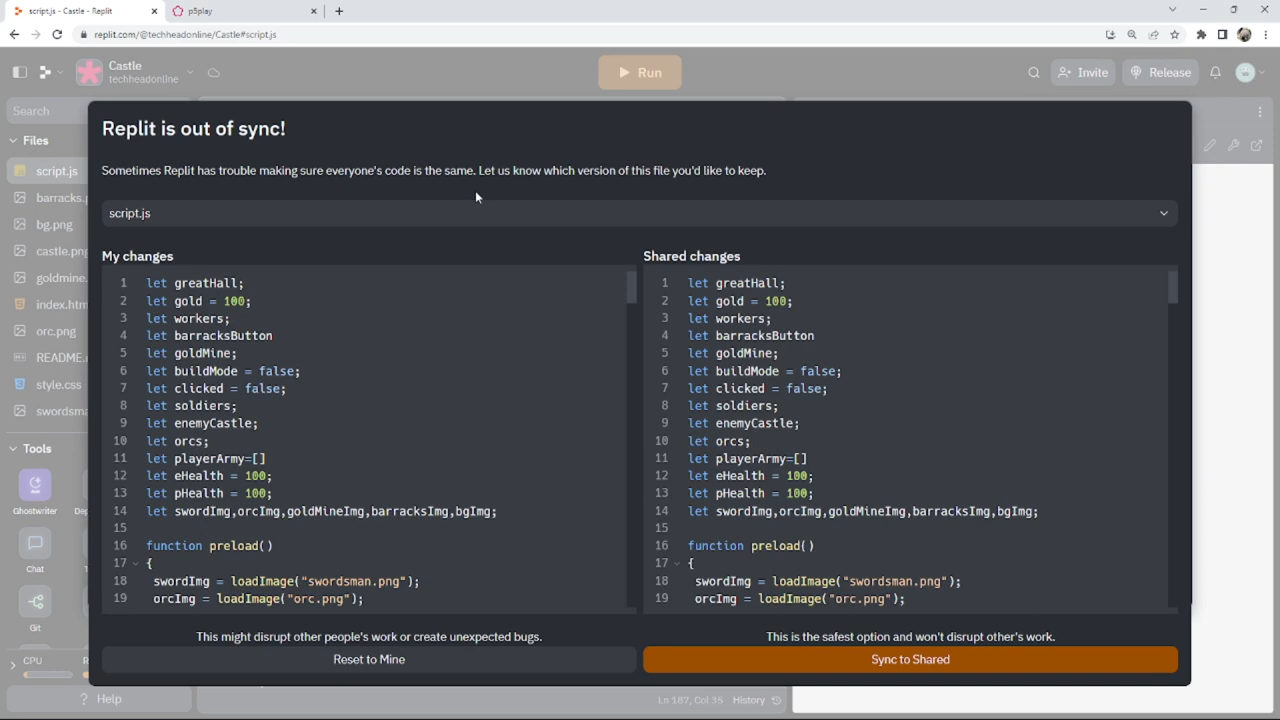 script.js - Castle - Replit
p5play
replit.com/@techheadonline/Castle#script.js
Castle
techheadonline
Run
Invite
Release
Search
Files
script.js
barracks.p
bg.png
castle.png
goldmine.
index.htm
orc.png
README.
style.css
swordsma
Tools
Ghostwriter
Dep
Chat
Git
CPU
R
Help
Replit is out of sync!
Sometimes Replit has trouble making sure everyone's code is the same. Let us know which version of this file you'd like to keep.
script.js
My changes
1 let greatHall;
2 let gold = 100;
3 let workers;
4 let barracksButton
5 let goldMine;
6 let buildMode = false;
7 let clicked = false;
8 let soldiers;
9 let enemyCastle;
10 let orcs;
11 let playerArmy=[]
12 let eHealth = 100;
13 let pHealth = 100;
14 let swordImg,orcImg,goldMineImg,barracksImg,bgImg;
15
16 function preload()
17 {
18 swordImg = loadImage("swordsman.png");
19 orcImg = loadImage("orc.png");
This might disrupt other people's work or create unexpected bugs.
Reset to Mine
Shared changes
1 let greatHall;
2 let gold = 100;
3 let workers;
4 let barracksButton
5 let goldMine;
6 let buildMode = false;
7 let clicked = false;
8 let soldiers;
9 let enemyCastle;
10 let orcs;
11 let playerArmy=[]
12 let eHealth = 100;
13 let pHealth = 100;
14 let swordImg,orcImg,goldMineImg,barracksImg,bgImg;
15
16 function preload()
17 {
18 swordImg = loadImage("swordsman.png");
19 orcImg = loadImage("orc.png");
This is the safest option and won't disrupt other's work.
Sync to Shared
Ln 187, Col 35 History